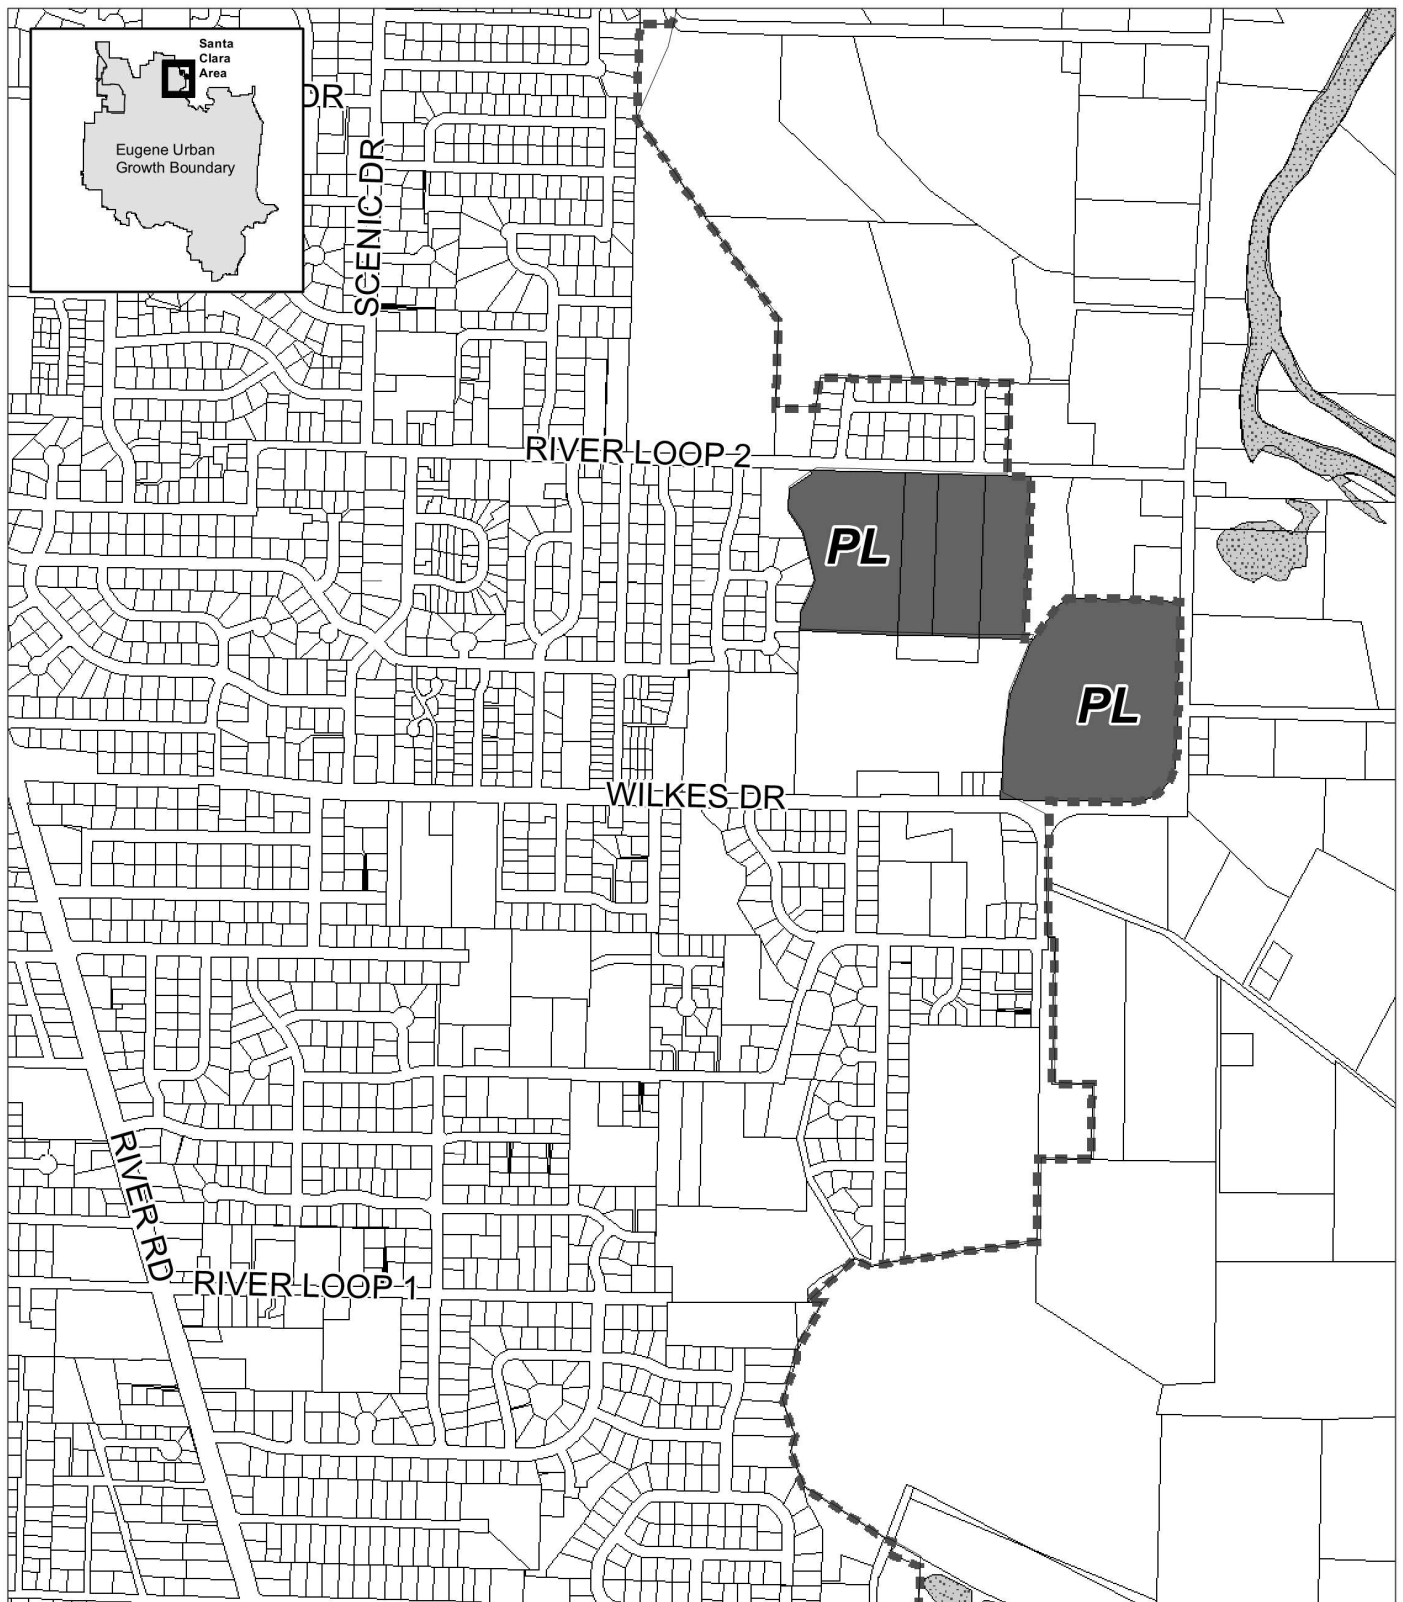 Santa
Clara
Area
Eugene Urban
Growth Boundary
DR
SCENIC DR
RIVER LOOP 2
PL
PL
WILKES DR
RIVER RD
RIVER LOOP 1